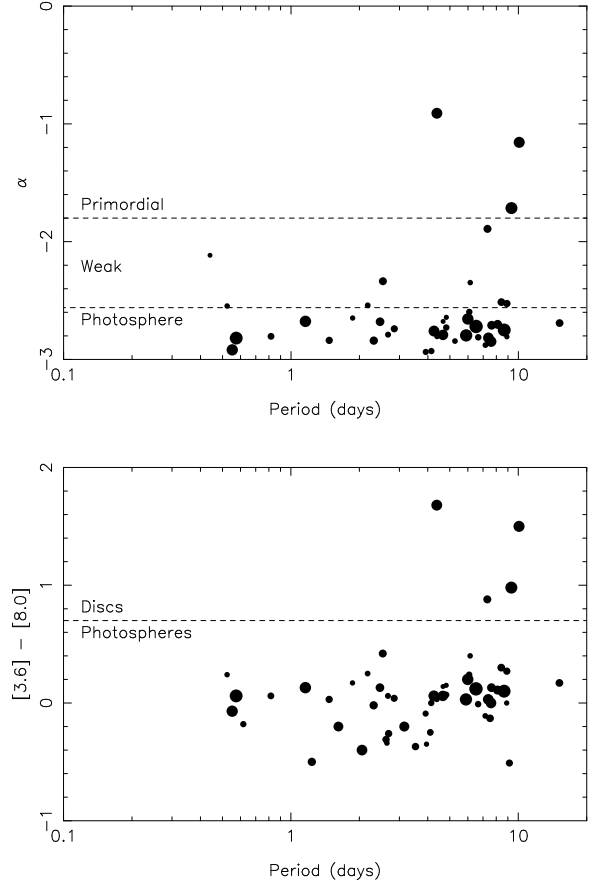 0
−1
−2
−3
α
Primordial
Weak
Photosphere
0.1 1 10
Period (days)
2
1
0
−1
[3.6] − [8.0]
Discs
Photospheres
0.1 1 10
Period (days)